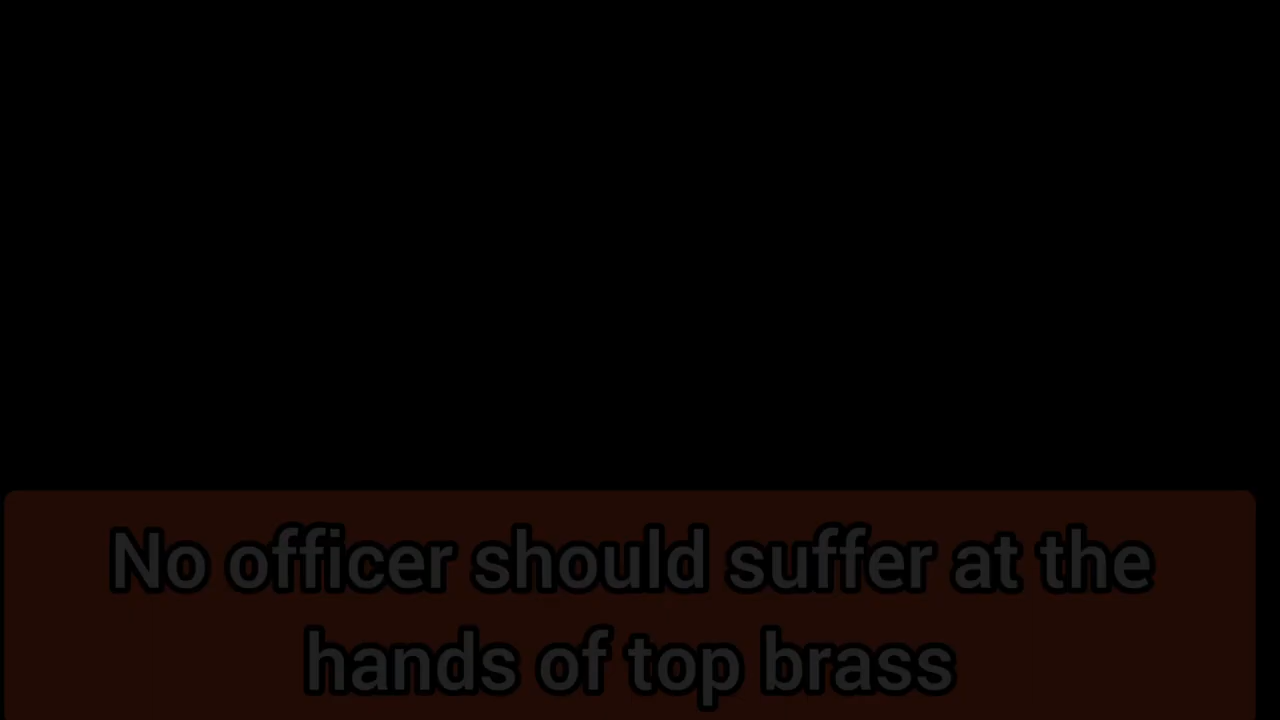 No officer should suffer at the
hands of top brass